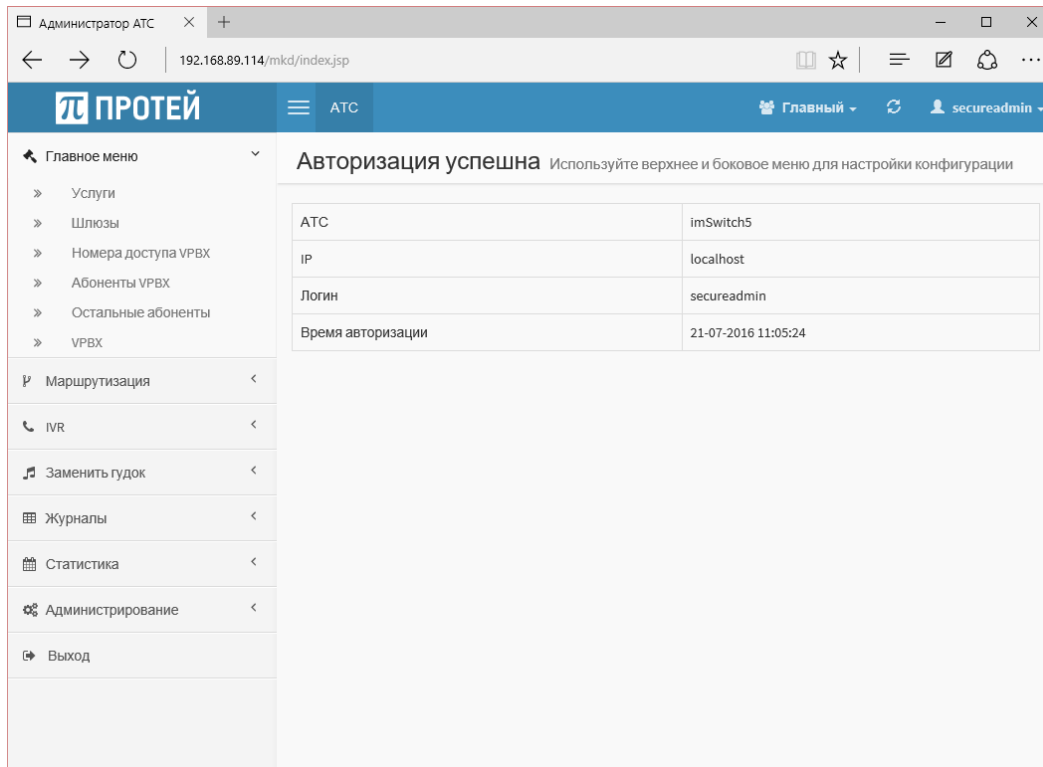 Администратор АТС
192.168.89.114/mkd/index.jsp
ПРОТЕЙ
АТС
Главный
secureadmin
Главное меню
Услуги
Шлюзы
Номера доступа VPBX
Абоненты VPBX
Остальные абоненты
VPBX
Маршрутизация
IVR
Заменить гудок
Журналы
Статистика
Администрирование
Выход
Авторизация успешна Используйте верхнее и боковое меню для настройки конфигурации
АТС imSwitch5
IP localhost
Логин secureadmin
Время авторизации 21-07-2016 11:05:24